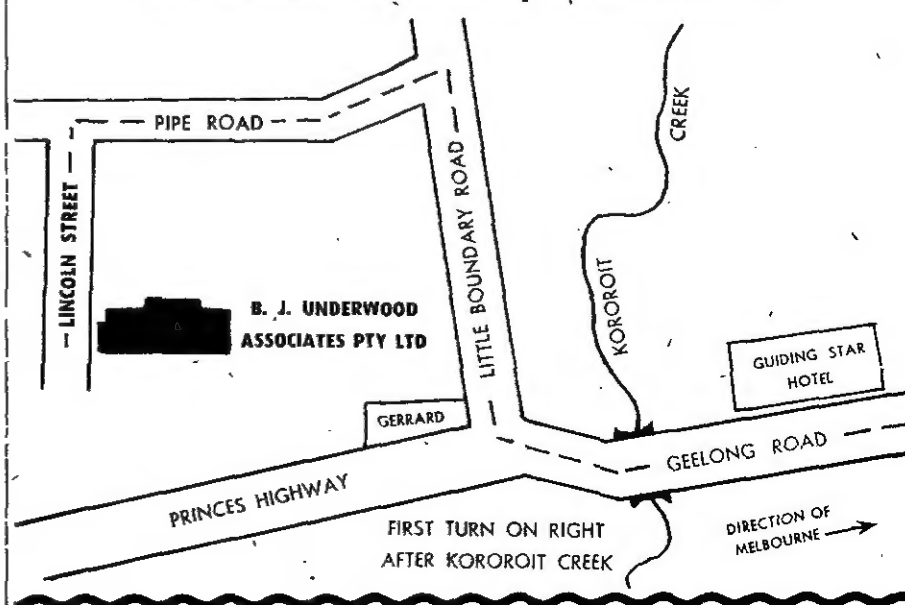 PIPE ROAD
LINCOLN STREET
B. J. UNDERWOOD
ASSOCIATES PTY LTD
LITTLE BOUNDARY ROAD
CREEK
KOROROIT
GUIDING STAR
HOTEL
GERRARD
GEELONG ROAD
PRINCES HIGHWAY
FIRST TURN ON RIGHT
AFTER KOROROIT CREEK
DIRECTION OF
MELBOURNE